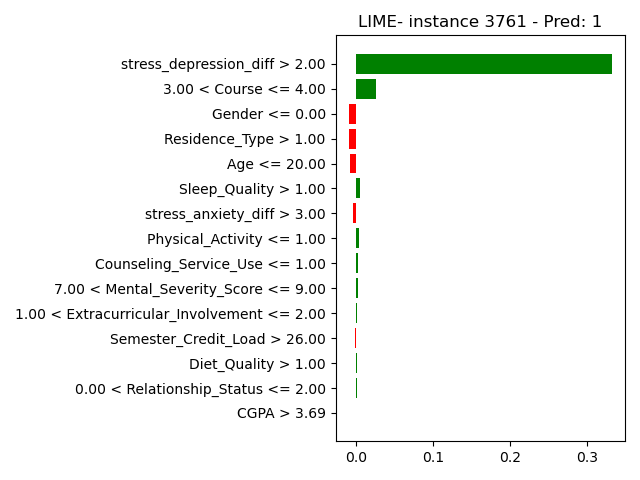 LIME- instance 3761 - Pred: 1
stress_depression_diff > 2.00
3.00 < Course <= 4.00
Gender <= 0.00
Residence_Type > 1.00
Age <= 20.00
Sleep_Quality > 1.00
stress_anxiety_diff > 3.00
Physical_Activity <= 1.00
Counseling_Service_Use <= 1.00
7.00 < Mental_Severity_Score <= 9.00
1.00 < Extracurricular_Involvement <= 2.00
Semester_Credit_Load > 26.00
Diet_Quality > 1.00
0.00 < Relationship_Status <= 2.00
CGPA > 3.69
0.0 0.1 0.2 0.3